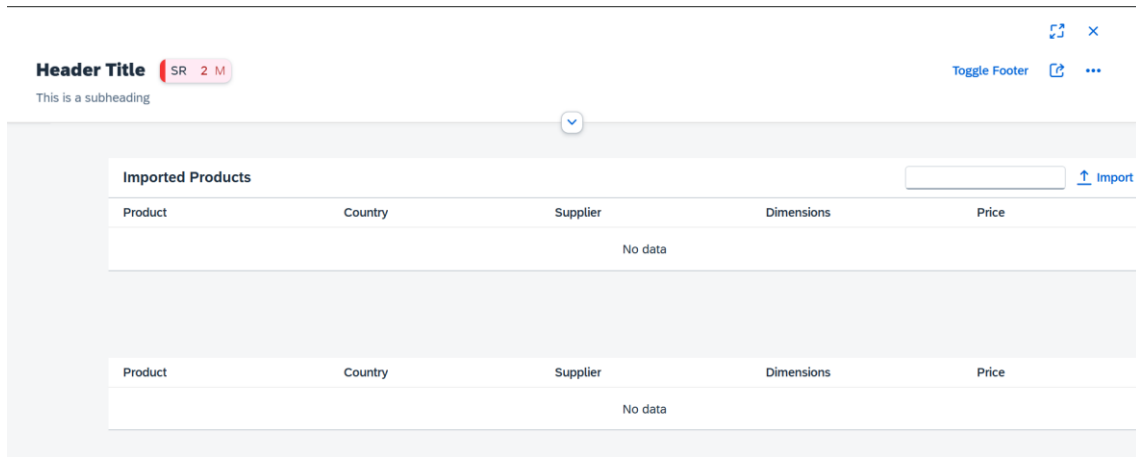 Header Title SR 2 M Toggle Footer
This is a subheading
Imported Products Import
Product Country Supplier Dimensions Price
No data
Product Country Supplier Dimensions Price
No data